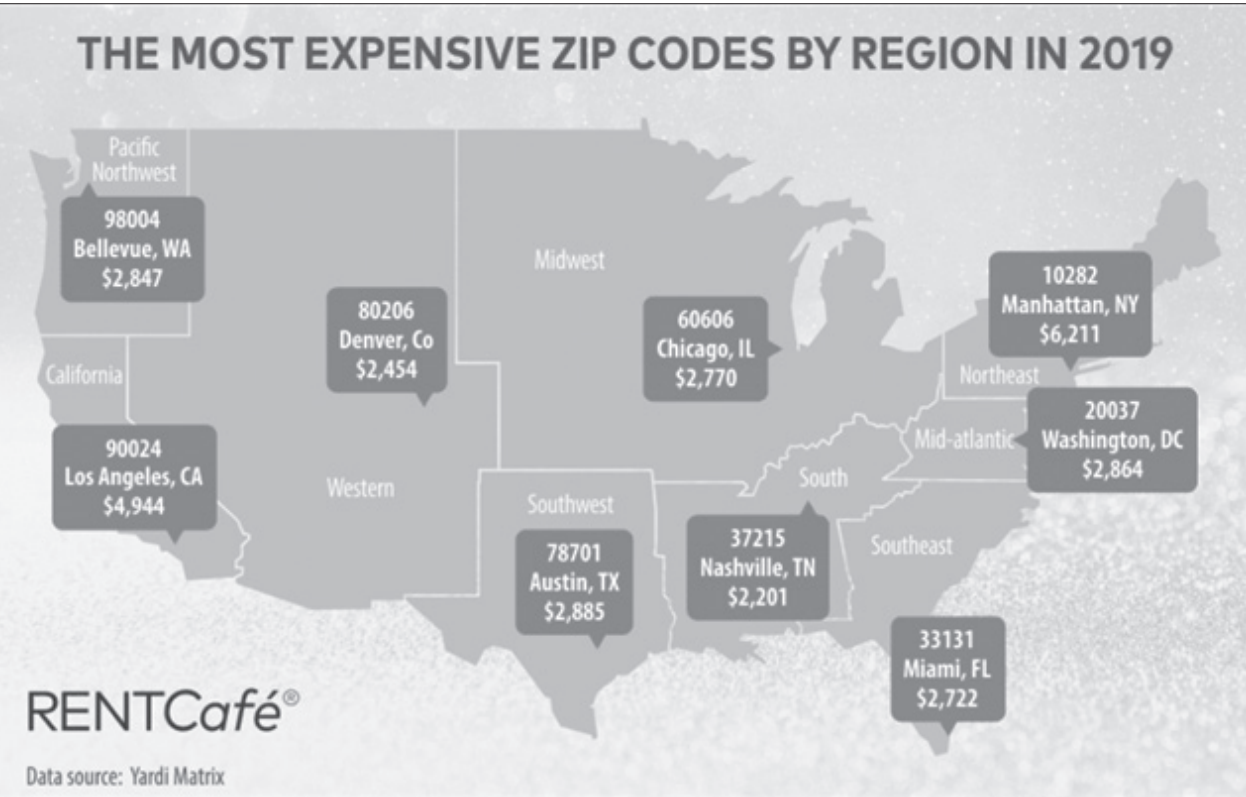 THE MOST EXPENSIVE ZIP CODES BY REGION IN 2019
Pacific
Northwest
98004
Bellevue, WA
$2,847
Midwest
80206
Denver, Co
$2,454
60606
Chicago, IL
$2,770
10282
Manhattan, NY
$6,211
California
Northeast
90024
Los Angeles, CA
$4,944
Mid-atlantic
20037
Washington, DC
$2,864
Western
Southwest
78701
Austin, TX
$2,885
South
37215
Nashville, TN
$2,201
Southeast
33131
Miami, FL
$2,722
RENTCafé®
Data source: Yardi Matrix